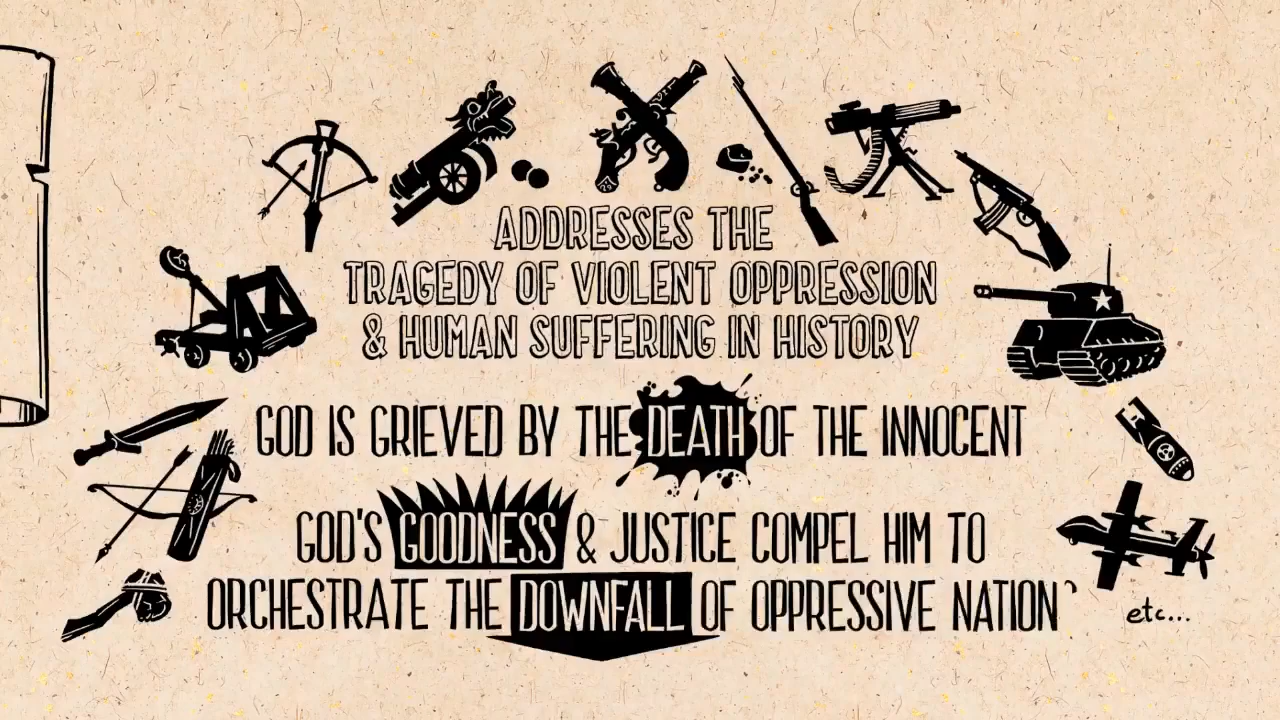 ADDRESSES THE
TRAGEDY OF VIOLENT OPPRESSION
& HUMAN SUFFERING IN HISTORY
GOD IS GRIEVED BY THE DEATH OF THE INNOCENT
GOD'S GOODNESS & JUSTICE COMPEL HIM TO
ORCHESTRATE THE DOWNFALL OF OPPRESSIVE NATION
etc...